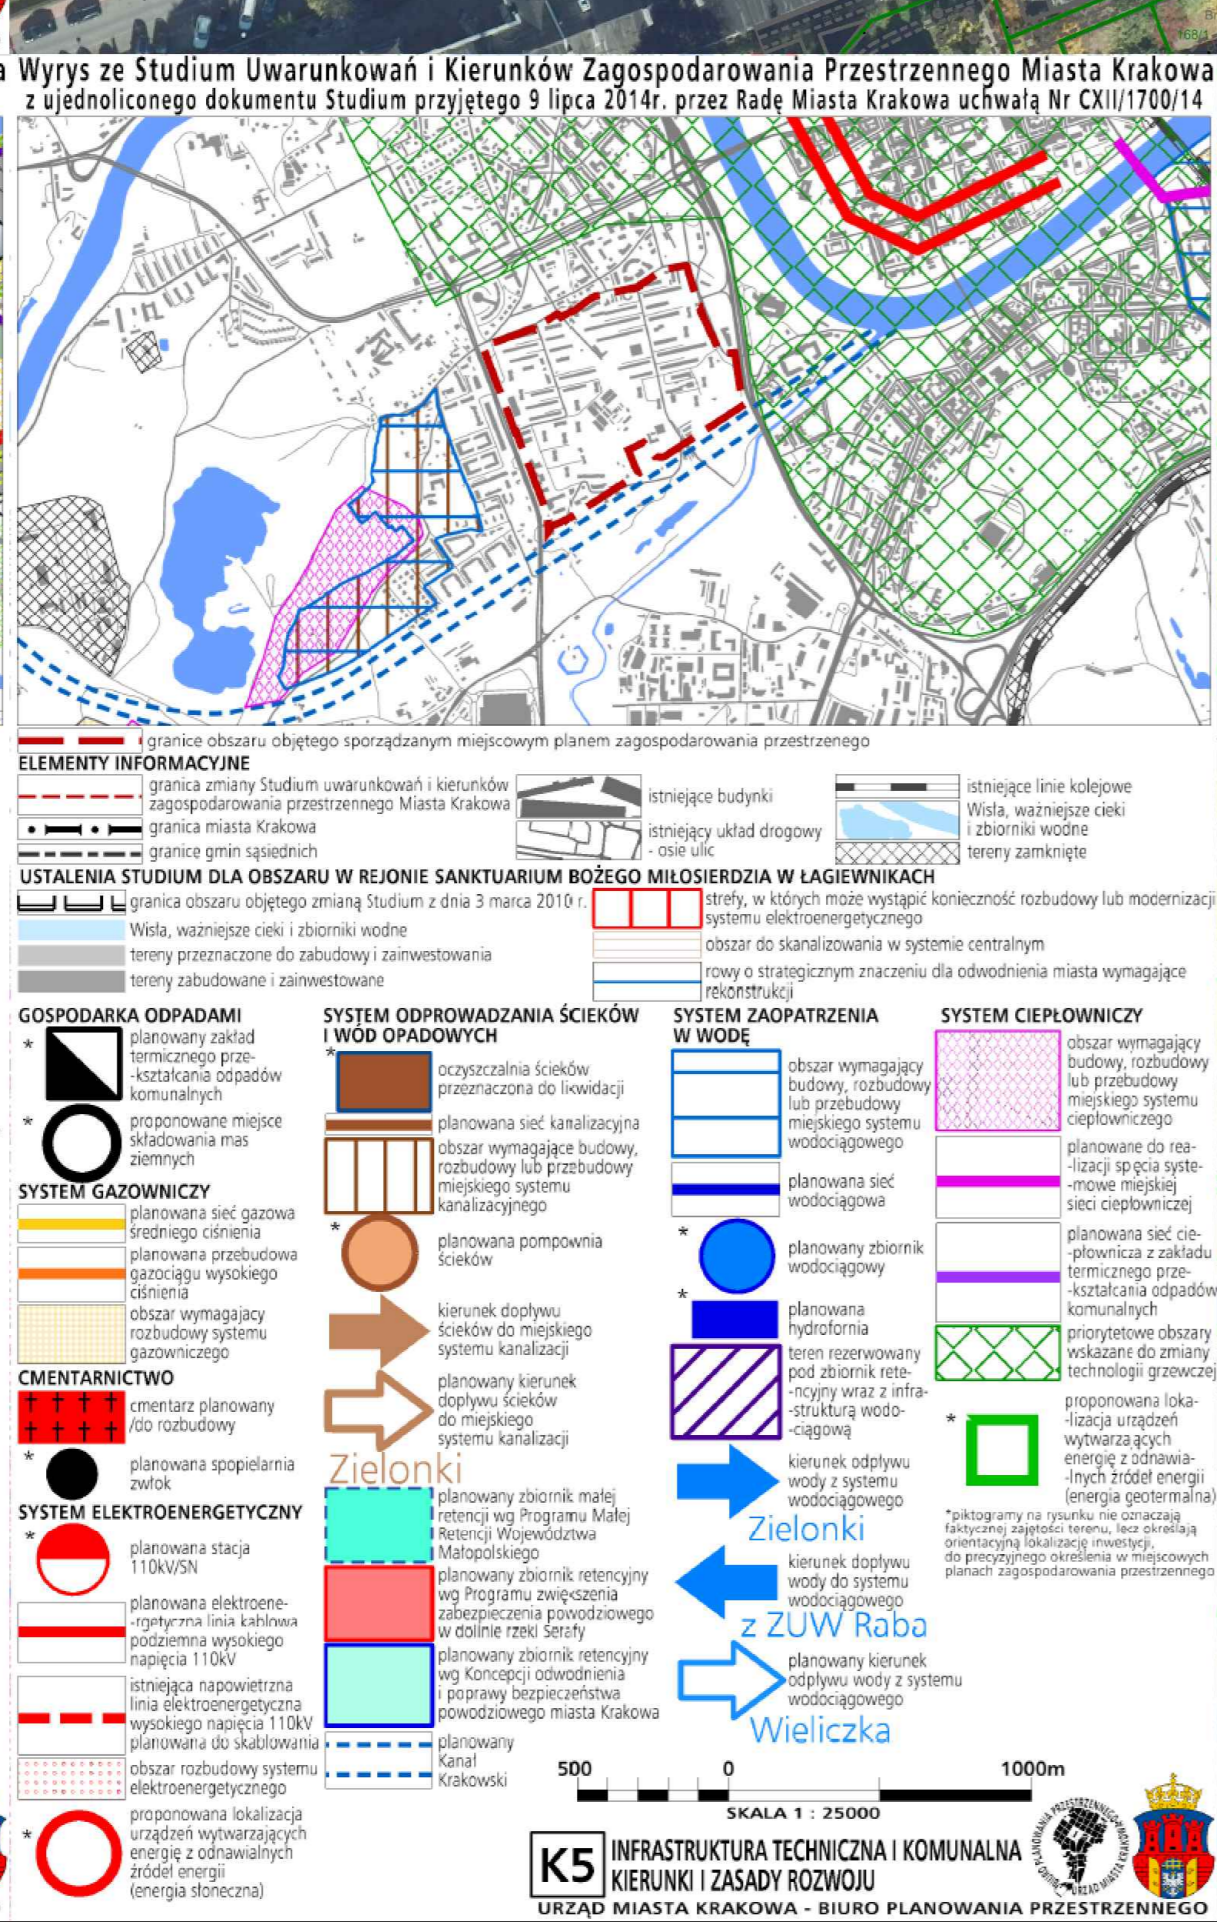 168/1
Wyrys ze Studium Uwarunkowań i Kierunków Zagospodarowania Przestrzennego Miasta Krakowa
z ujednoliconego dokumentu Studium przyjętego 9 lipca 2014r. przez Radę Miasta Krakowa uchwałą Nr CXII/1700/14
granice obszaru objętego sporządzanym miejscowym planem zagospodarowania przestrzenego
ELEMENTY INFORMACYJNE
granica zmiany Studium uwarunkowań i kierunków
zagospodarowania przestrzennego Miasta Krakowa
granica miasta Krakowa
granice gmin sąsiednich
istniejące budynki
istniejący układ drogowy
- osie ulic
istniejące linie kolejowe
Wisła, ważniejsze cieki
i zbiorniki wodne
tereny zamknięte
USTALENIA STUDIUM DLA OBSZARU W REJONIE SANKTUARIUM BOŻEGO MIŁOSIERDZIA W ŁAGIEWNIKACH
granica obszaru objętego zmianą Studium z dnia 3 marca 2010 r.
Wisła, ważniejsze cieki i zbiorniki wodne
tereny przeznaczone do zabudowy i zainwestowania
tereny zabudowane i zainwestowane
strefy, w których może wystąpić konieczność rozbudowy lub modernizacji
systemu elektroenergetycznego
obszar do skanalizowania w systemie centralnym
rowy o strategicznym znaczeniu dla odwodnienia miasta wymagające
rekonstrukcji
GOSPODARKA ODPADAMI
*
planowany zakład
termicznego prze-
-kształcania odpadów
komunalnych
*
proponowane miejsce
składowania mas
ziemnych
SYSTEM GAZOWNICZY
planowana sieć gazowa
średniego ciśnienia
planowana przebudowa
gazociągu wysokiego
ciśnienia
obszar wymagajacy
rozbudowy systemu
gazowniczego
CMENTARNICTWO
cmentarz planowany
/do rozbudowy
*
planowana spopielarnia
zwłok
SYSTEM ELEKTROENERGETYCZNY
*
planowana stacja
110kV/SN
planowana elektroene-
-rgetyczna linia kablowa
podziemna wysokiego
napięcia 110kV
istniejąca napowietrzna
linia elektroenergetyczna
wysokiego napięcia 110kV
planowana do skablowania
obszar rozbudowy systemu
elektroenergetycznego
*
proponowana lokalizacja
urządzeń wytwarzających
energię z odnawialnych
źródeł energii
(energia słoneczna)
SYSTEM ODPROWADZANIA ŚCIEKÓW
I WÓD OPADOWYCH
*
oczyszczalnia ścieków
przeznaczona do likwidacji
planowana sieć kanalizacyjna
obszar wymagające budowy,
rozbudowy lub przebudowy
miejskiego systemu
kanalizacyjnego
*
planowana pompownia
ścieków
kierunek dopływu
ścieków do miejskiego
systemu kanalizacji
planowany kierunek
dopływu ścieków
do miejskiego
systemu kanalizacji
Zielonki
planowany zbiornik małej
retencji wg Programu Małej
Retencji Województwa
Małopolskiego
planowany zbiornik retencyjny
wg Programu zwiększenia
zabezpieczenia powodziowego
w dolinie rzeki Serafy
planowany zbiornik retencyjny
wg Koncepcji odwodnienia
i poprawy bezpieczeństwa
powodziowego miasta Krakowa
planowany
Kanał
Krakowski
SYSTEM ZAOPATRZENIA
W WODĘ
obszar wymagający
budowy, rozbudowy
lub przebudowy
miejskiego systemu
wodociągowego
planowana sieć
wodociągowa
*
planowany zbiornik
wodociągowy
*
planowana
hydrofornia
teren rezerwowany
pod zbiornik rete-
-ncyjny wraz z infra-
-strukturą wodo-
-ciągową
kierunek odpływu
wody z systemu
wodociągowego
Zielonki
kierunek dopływu
wody do systemu
wodociągowego
z ZUW Raba
planowany kierunek
odpływu wody z systemu
wodociągowego
Wieliczka
SYSTEM CIEPŁOWNICZY
obszar wymagający
budowy, rozbudowy
lub przebudowy
miejskiego systemu
ciepłowniczego
planowane do rea-
-lizacji spęcia syste-
-mowe miejskiej
sieci ciepłowniczej
planowana sieć cie-
-płownicza z zakładu
termicznego prze-
-kształcania odpadów
komunalnych
priorytetowe obszary
wskazane do zmiany
technologii grzewczej
*
proponowana loka-
-lizacja urządzeń
wytwarzających
energię z odnawia-
-lnych źródeł energii
(energia geotermalna)
*piktogramy na rysunku nie oznaczają
faktycznej zajętości terenu, lecz określają
orientacyjną lokalizację inwestycji,
do precyzyjnego określenia w miejscowych
planach zagospodarowania przestrzennego
500 0 1000m
SKALA 1 : 25000
K5
INFRASTRUKTURA TECHNICZNA I KOMUNALNA
KIERUNKI I ZASADY ROZWOJU
URZĄD MIASTA KRAKOWA - BIURO PLANOWANIA PRZESTRZENNEGO